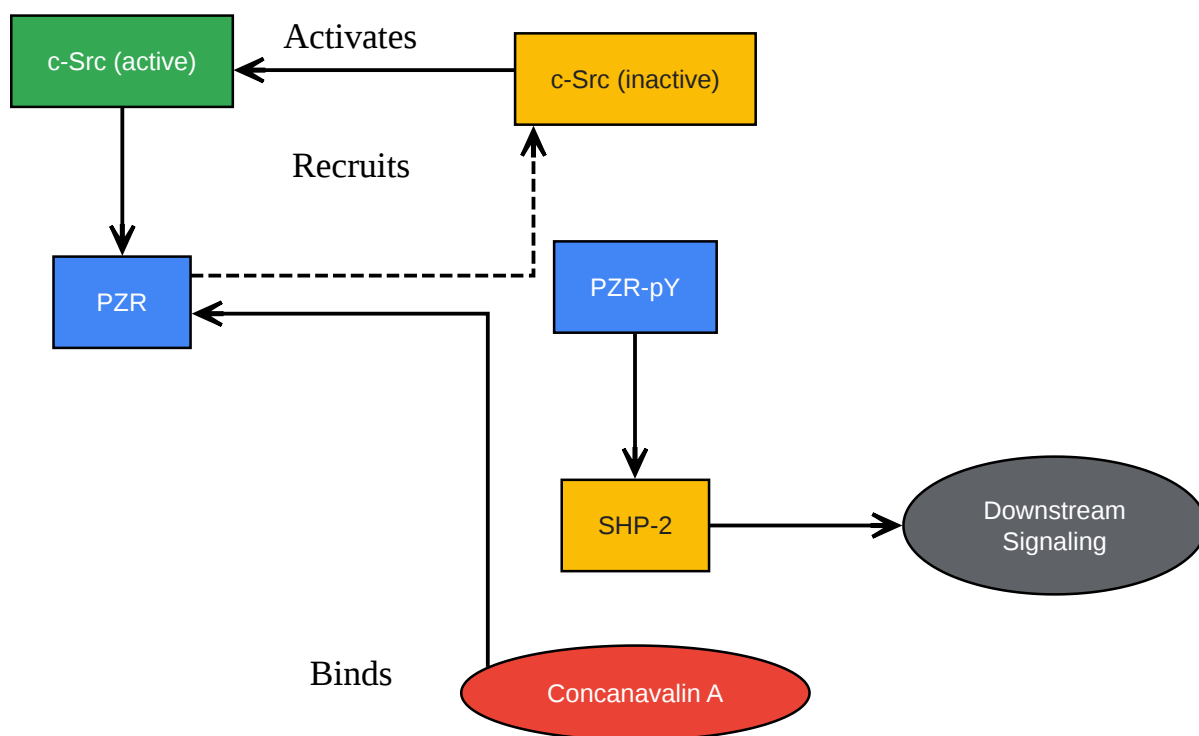 Activates
c-Src (active)
c-Src (inactive)
Recruits
PZR
PZR-pY
SHP-2
Downstream
Signaling
Binds
Concanavalin A